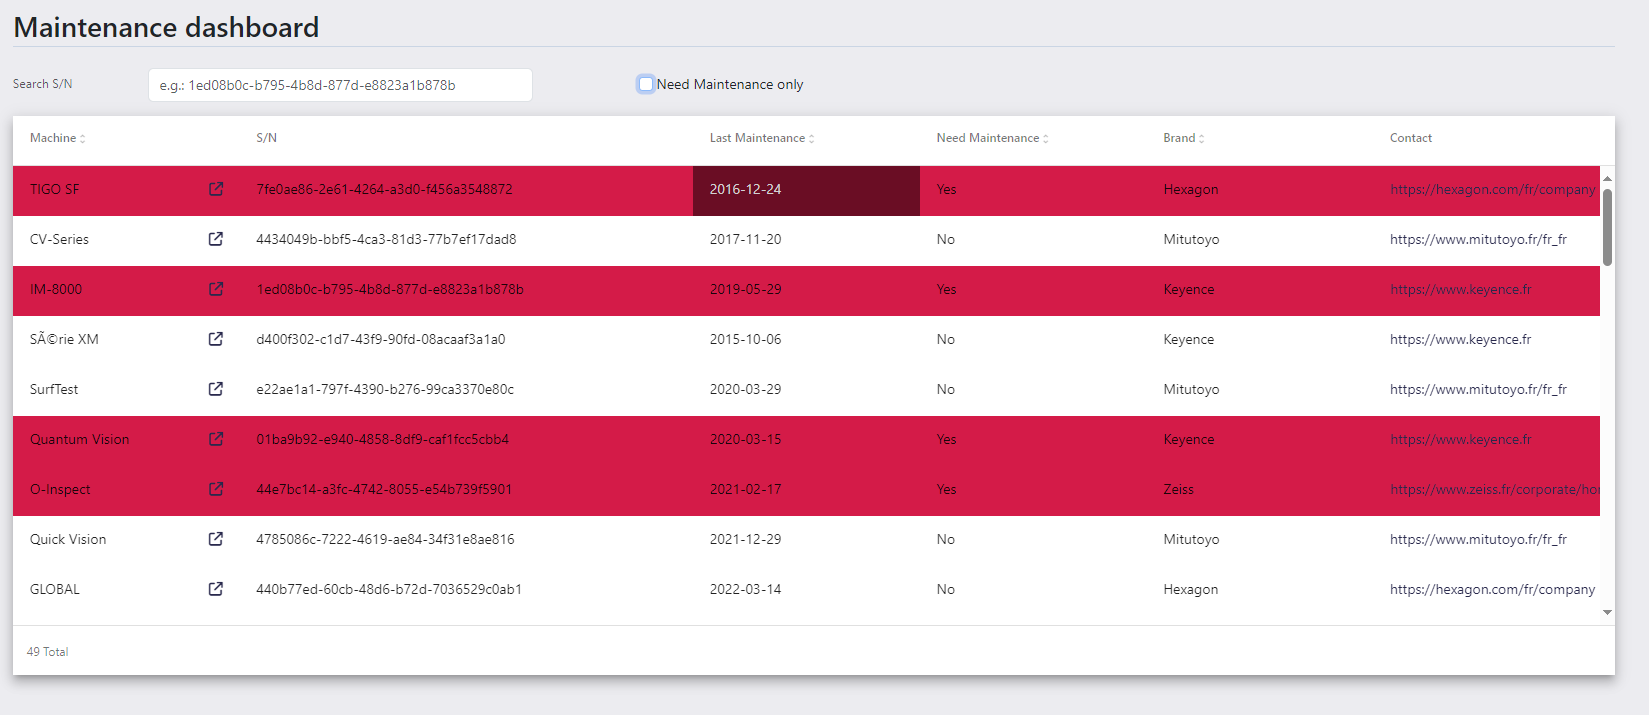 Maintenance dashboard
Search S/N e.g.: 1ed08b0c-b795-4b8d-877d-e8823a1b878b Need Maintenance only
Machine S/N Last Maintenance Need Maintenance Brand Contact
TIGO SF 7fe0ae86-2e61-4264-a3d0-f456a3548872 2016-12-24 Yes Hexagon https://hexagon.com/fr/company
CV-Series 4434049b-bbf5-4ca3-81d3-77b7ef17dad8 2017-11-20 No Mitutoyo https://www.mitutoyo.fr/fr_fr
IM-8000 1ed08b0c-b795-4b8d-877d-e8823a1b878b 2019-05-29 Yes Keyence https://www.keyence.fr
SÃ©rie XM d400f302-c1d7-43f9-90fd-08acaaf3a1a0 2015-10-06 No Keyence https://www.keyence.fr
SurfTest e22ae1a1-797f-4390-b276-99ca3370e80c 2020-03-29 No Mitutoyo https://www.mitutoyo.fr/fr_fr
Quantum Vision 01ba9b92-e940-4858-8df9-caf1fcc5cbb4 2020-03-15 Yes Keyence https://www.keyence.fr
O-Inspect 44e7bc14-a3fc-4742-8055-e54b739f5901 2021-02-17 Yes Zeiss https://www.zeiss.fr/corporate/ho
Quick Vision 4785086c-7222-4619-ae84-34f31e8ae816 2021-12-29 No Mitutoyo https://www.mitutoyo.fr/fr_fr
GLOBAL 440b77ed-60cb-48d6-b72d-7036529c0ab1 2022-03-14 No Hexagon https://hexagon.com/fr/company
49 Total